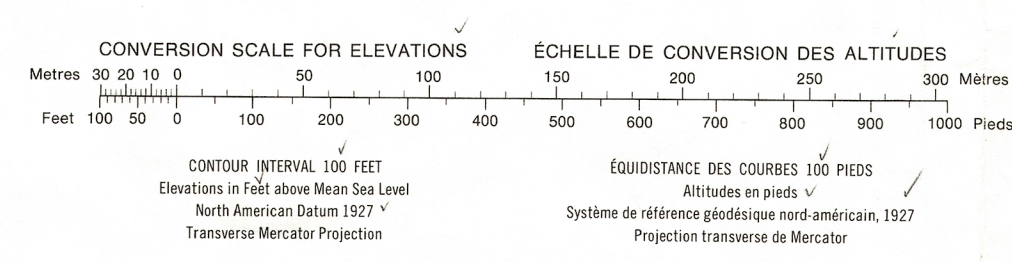 CONVERSION SCALE FOR ELEVATIONS ÉCHELLE DE CONVERSION DES ALTITUDES
Metres 30 20 10 0 50 100 150 200 250 300 Mètres
Feet 100 50 0 100 200 300 400 500 600 700 800 900 1000 Pieds
CONTOUR INTERVAL 100 FEET
Elevations in Feet above Mean Sea Level
North American Datum 1927
Transverse Mercator Projection
ÉQUIDISTANCE DES COURBES 100 PIEDS
Altitudes en pieds
Système de référence géodésique nord-américain, 1927
Projection transverse de Mercator